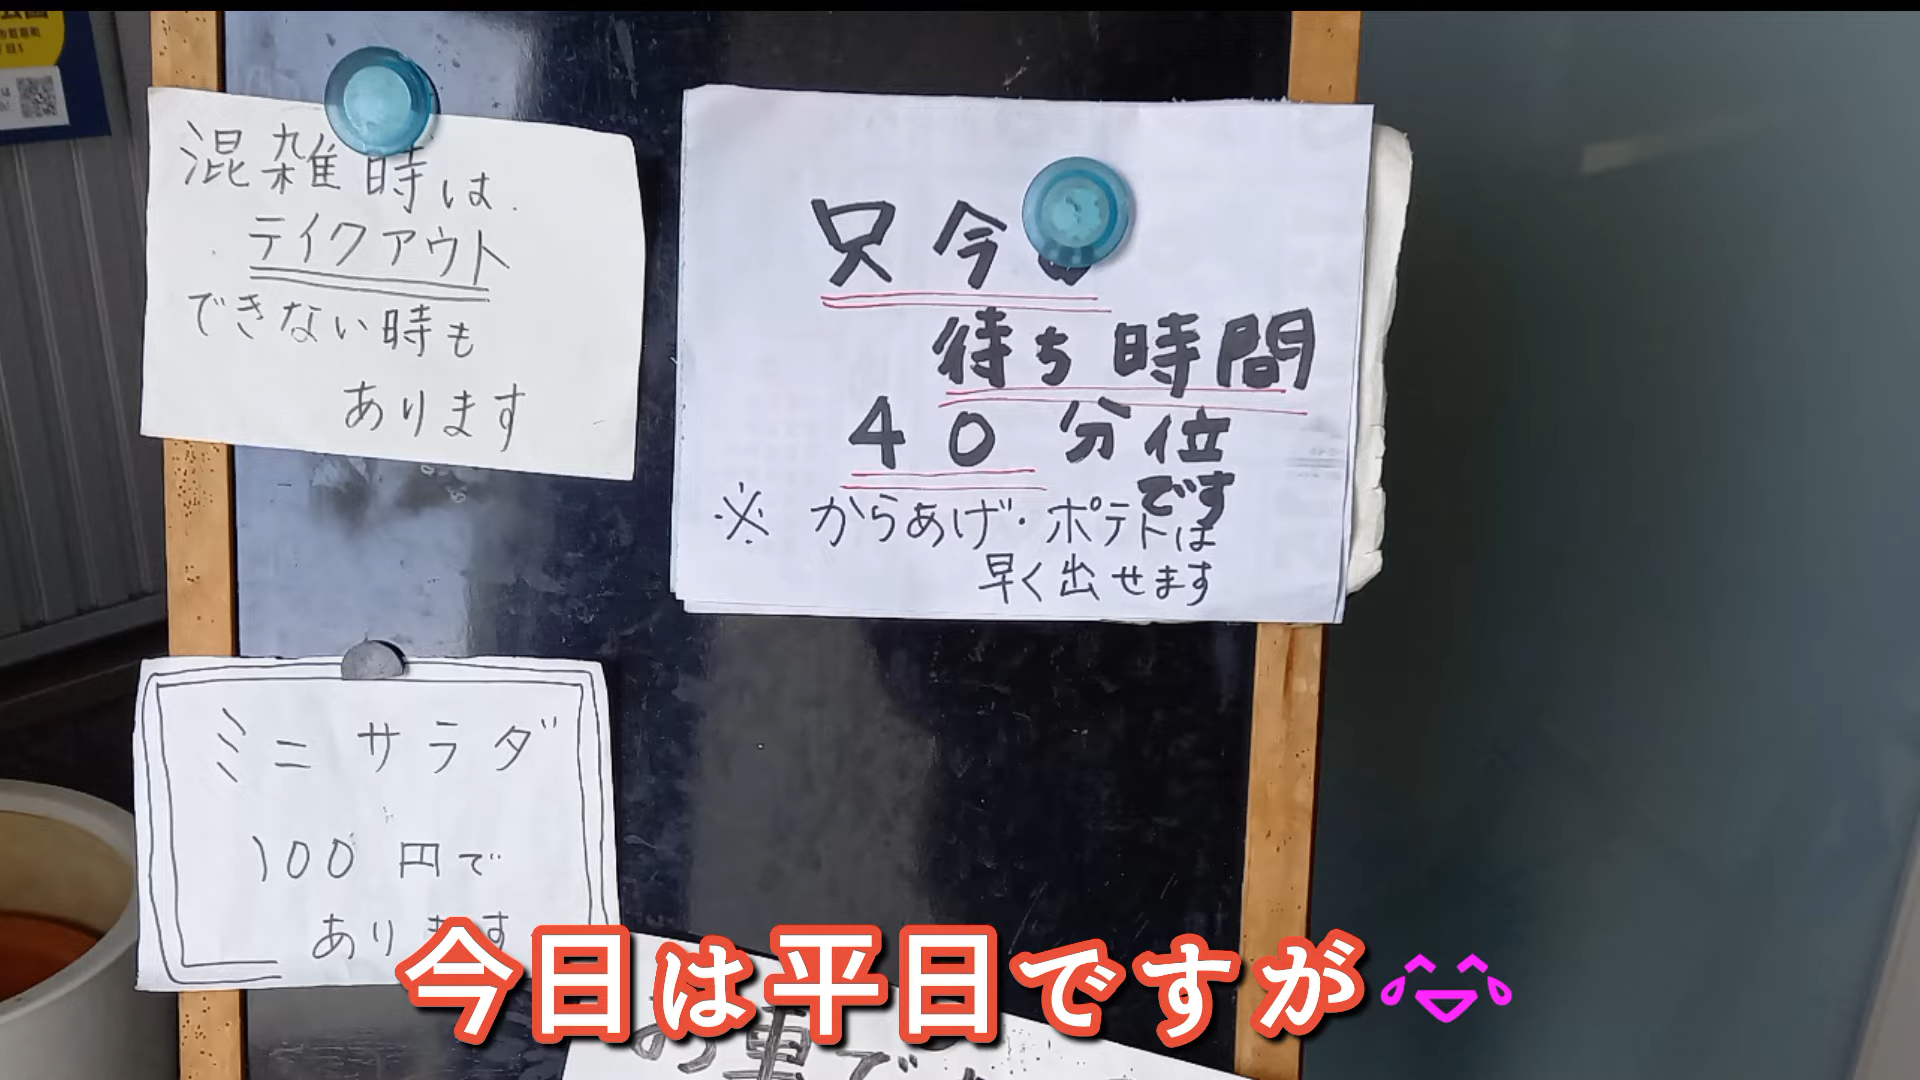 混雑時は
テイクアウト
できない時も
あります
只今の
待ち時間
40分位
です
※ からあげ・ポテトは
早く出せます
ミニサラダ
100円で
あります
今日は平日ですが😂
お重で